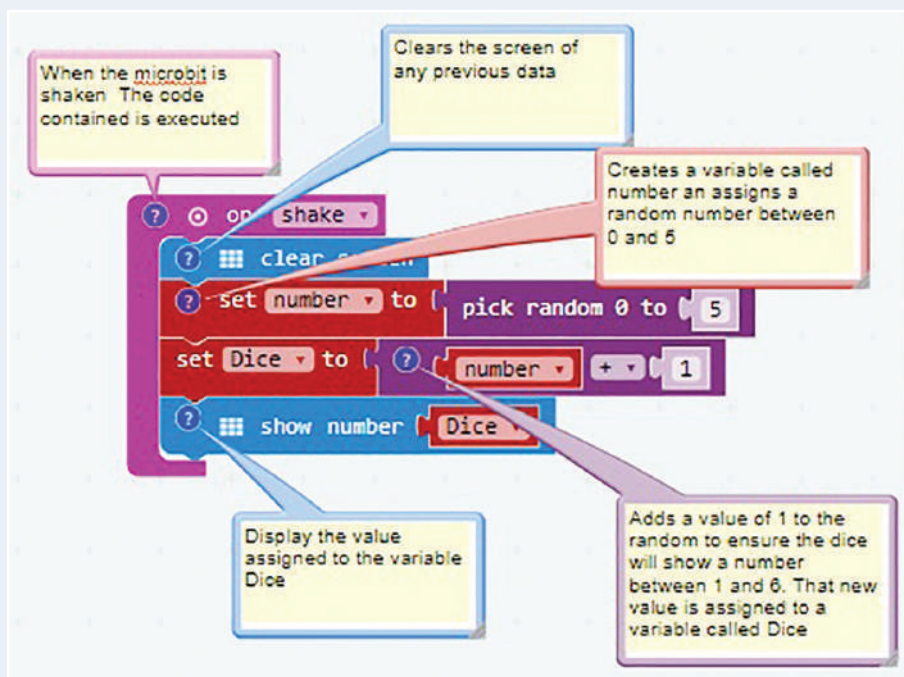 When the microbit is
shaken The code
contained is executed
Clears the screen of
any previous data
Creates a variable called
number an assigns a
random number between
0 and 5
? on shake
? clear
? set number to pick random 0 to 5
set Dice to ? number + 1
? show number Dice
Display the value
assigned to the variable
Dice
Adds a value of 1 to the
random to ensure the dice
will show a number
between 1 and 6. That new
value is assigned to a
variable called Dice